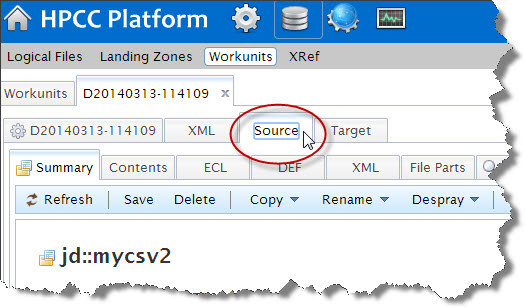 HPCC Platform
Logical Files Landing Zones Workunits XRef
Workunits D20140313-114109 x
D20140313-114109 XML Source Target
Summary Contents ECL DEF XML File Parts
Refresh Save Delete Copy Rename Despray
jd::mycsv2